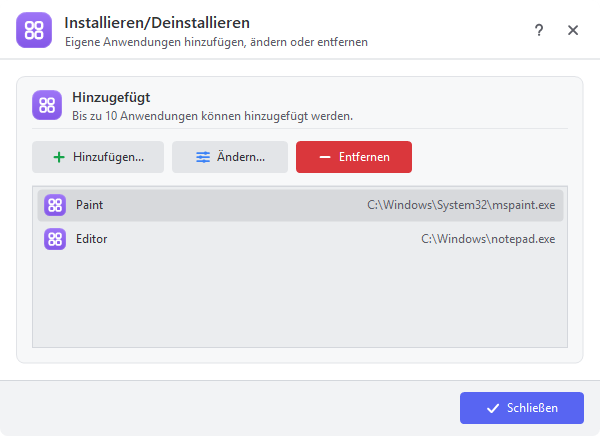 Installieren/Deinstallieren
Eigene Anwendungen hinzufügen, ändern oder entfernen
?
Hinzugefügt
Bis zu 10 Anwendungen können hinzugefügt werden.
Hinzufügen...
Ändern...
Entfernen
Paint C:\Windows\System32\mspaint.exe
Editor C:\Windows\notepad.exe
Schließen